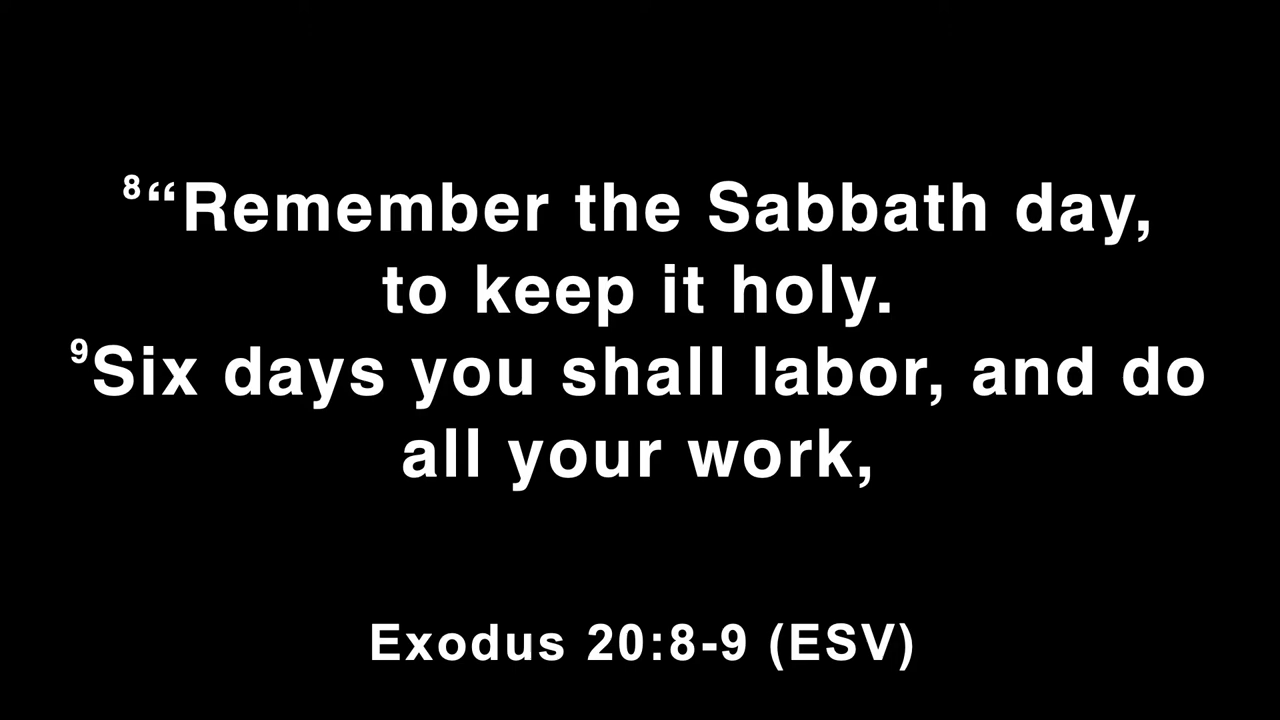 ⁸“Remember the Sabbath day,
to keep it holy.
⁹Six days you shall labor, and do
all your work,
Exodus 20:8-9 (ESV)